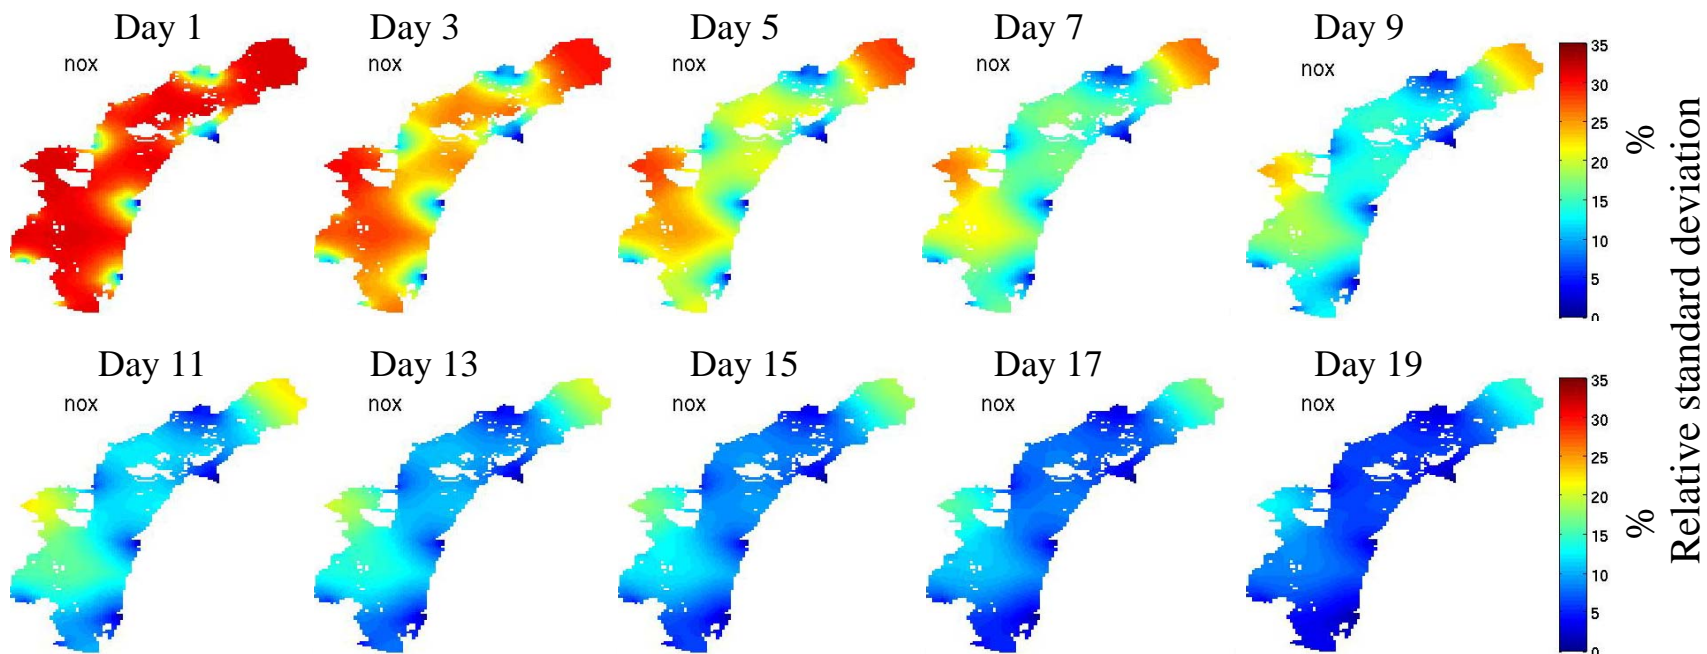 Day 1
Day 3
Day 5
Day 7
Day 9
nox
nox
nox
nox
nox
35
30
25
20
15
10
5
0
%
Day 11
Day 13
Day 15
Day 17
Day 19
nox
nox
nox
nox
nox
35
30
25
20
15
10
5
0
%
Relative standard deviation